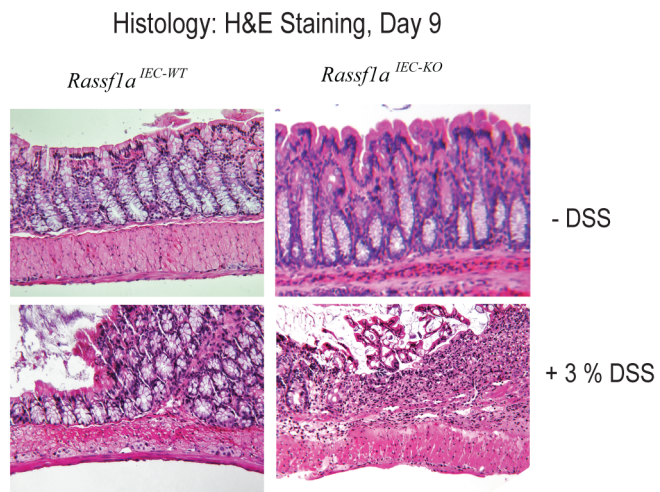 Histology: H&E Staining, Day 9
Rassf1a IEC-WT
Rassf1a IEC-KO
- DSS
+ 3 % DSS